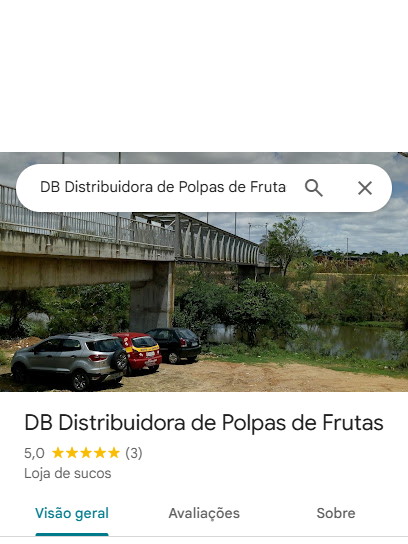 DB Distribuidora de Polpas de Fruta
DB Distribuidora de Polpas de Frutas
5,0 ★★★★★ (3)
Loja de sucos
Visão geral Avaliações Sobre